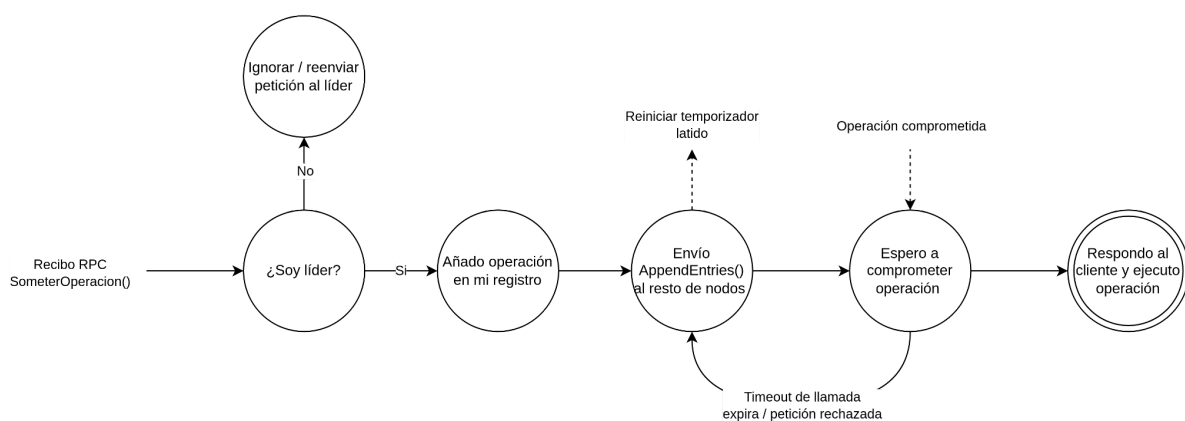 Ignorar / reenviar
petición al líder
No
Recibo RPC
SometerOperacion()
¿Soy líder?
Si
Añado operación
en mi registro
Reiniciar temporizador
latido
Envío
AppendEntries()
al resto de nodos
Operación comprometida
Espero a
comprometer
operación
Timeout de llamada
expira / petición rechazada
Respondo al
cliente y ejecuto
operación